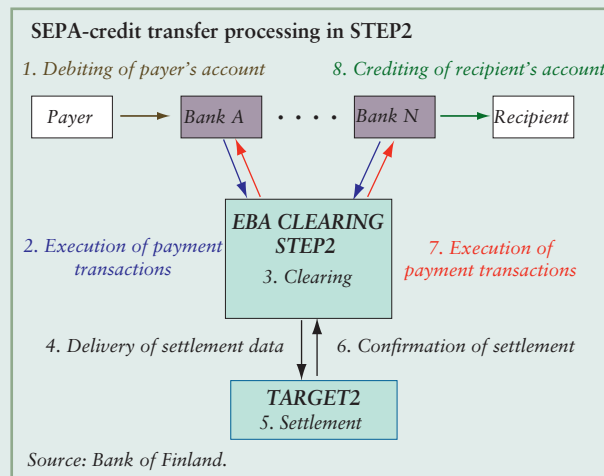 SEPA-credit transfer processing in STEP2
1. Debiting of payer's account
8. Crediting of recipient's account
Payer
Bank A
. . . .
Bank N
Recipient
EBA CLEARING
STEP2
3. Clearing
2. Execution of payment
transactions
7. Execution of
payment transactions
4. Delivery of settlement data
6. Confirmation of settlement
TARGET2
5. Settlement
Source: Bank of Finland.